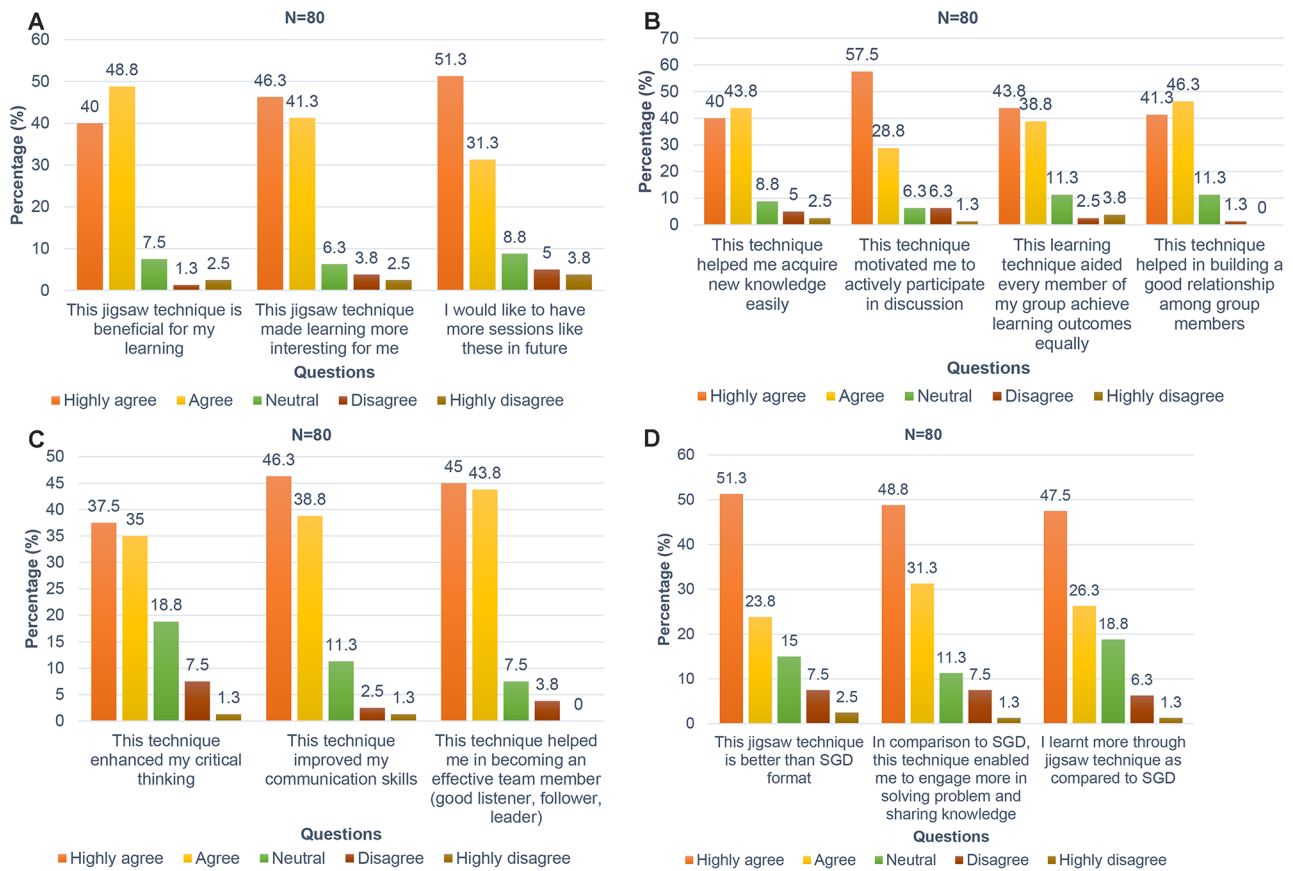 A
N=80
Percentage (%)
60
50
40
30
20
10
0
40
48.8
7.5
1.3
2.5
46.3
41.3
6.3
3.8
2.5
51.3
31.3
8.8
5
3.8
This jigsaw technique is
beneficial for my
learning
This jigsaw technique
made learning more
interesting for me
I would like to have
more sessions like
these in future
Questions
Highly agree Agree Neutral Disagree Highly disagree
B
N=80
Percentage (%)
70
60
50
40
30
20
10
0
40
43.8
8.8
5
2.5
57.5
28.8
6.3
6.3
1.3
43.8
38.8
11.3
2.5
3.8
41.3
46.3
11.3
1.3
0
This technique
helped me acquire
new knowledge
easily
This technique
motivated me to
actively participate
in discussion
This learning
technique aided
every member of
my group achieve
learning outcomes
equally
This technique
helped in building a
good relationship
among group
members
Questions
Highly agree Agree Neutral Disagree Highly disagree
C
N=80
Percentage (%)
50
45
40
35
30
25
20
15
10
5
0
37.5
35
18.8
7.5
1.3
46.3
38.8
11.3
2.5
1.3
45
43.8
7.5
3.8
0
This technique
enhanced my critical
thinking
This technique
improved my
communication skills
This technique helped
me in becoming an
effective team member
(good listener, follower,
leader)
Questions
Highly agree Agree Neutral Disagree Highly disagree
D
N=80
Percentage (%)
60
50
40
30
20
10
0
51.3
23.8
15
7.5
2.5
48.8
31.3
11.3
7.5
1.3
47.5
26.3
18.8
6.3
1.3
This jigsaw technique
is better than SGD
format
In comparison to SGD,
this technique enabled
me to engage more in
solving problem and
sharing knowledge
I learnt more through
jigsaw technique as
compared to SGD
Questions
Highly agree Agree Neutral Disagree Highly disagree